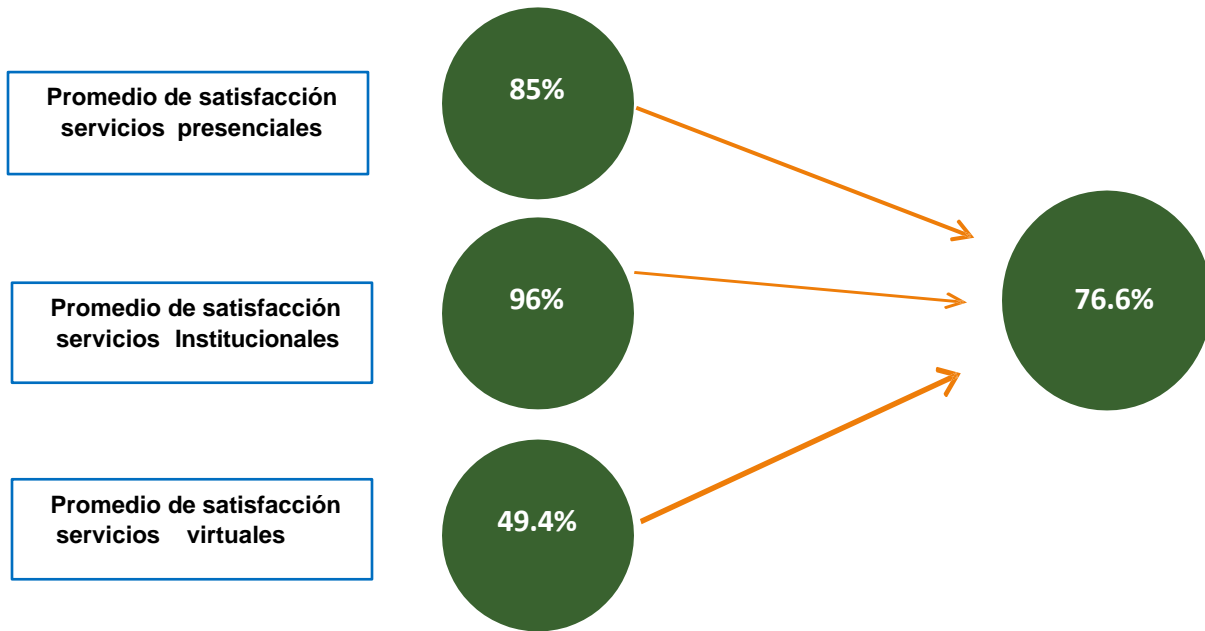 Promedio de satisfacción
servicios presenciales
85%
Promedio de satisfacción
servicios Institucionales
96%
76.6%
Promedio de satisfacción
servicios virtuales
49.4%